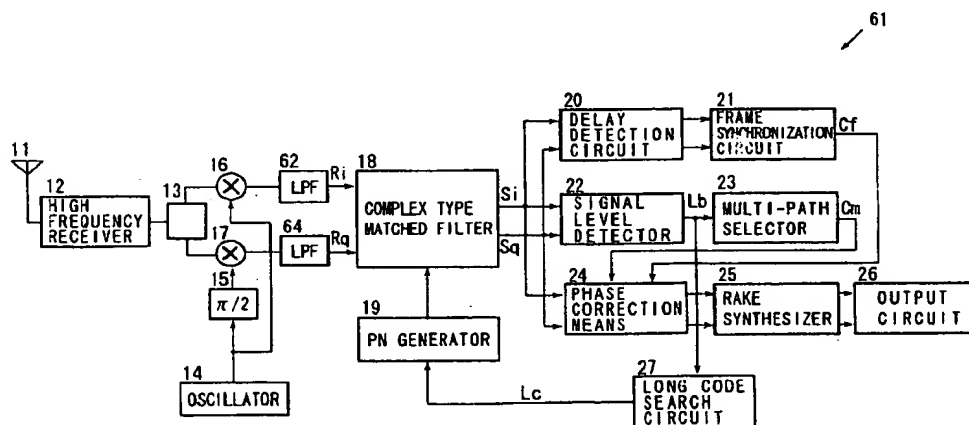 61
11
12
HIGH
FREQUENCY
RECEIVER
13
16
17
15
π/2
14
OSCILLATOR
62
LPF
Ri
64
LPF
Rq
18
COMPLEX TYPE
MATCHED FILTER
19
PN GENERATOR
Lc
Si
Sq
20
DELAY
DETECTION
CIRCUIT
21
FRAME
SYNCHRONIZATION
CIRCUIT
Cf
22
SIGNAL
LEVEL
DETECTOR
Lb
23
MULTI-PATH
SELECTOR
Cm
24
PHASE
CORRECTION
NEANS
25
RAKE
SYNTHESIZER
26
OUTPUT
CIRCUIT
27
LONG CODE
SEARCH
CIRCUIT